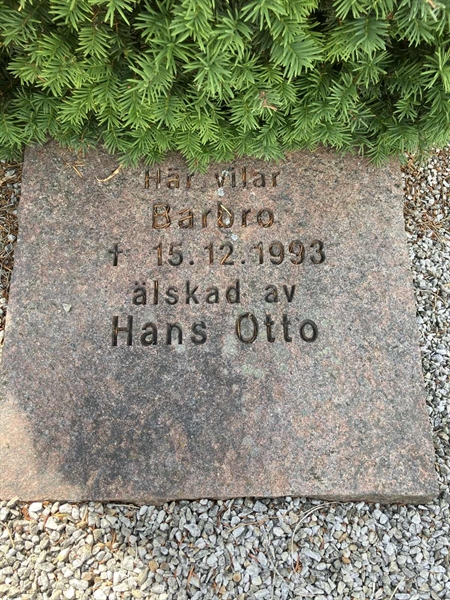 Här vilar
Barbro
† 15.12.1993
älskad av
Hans Otto